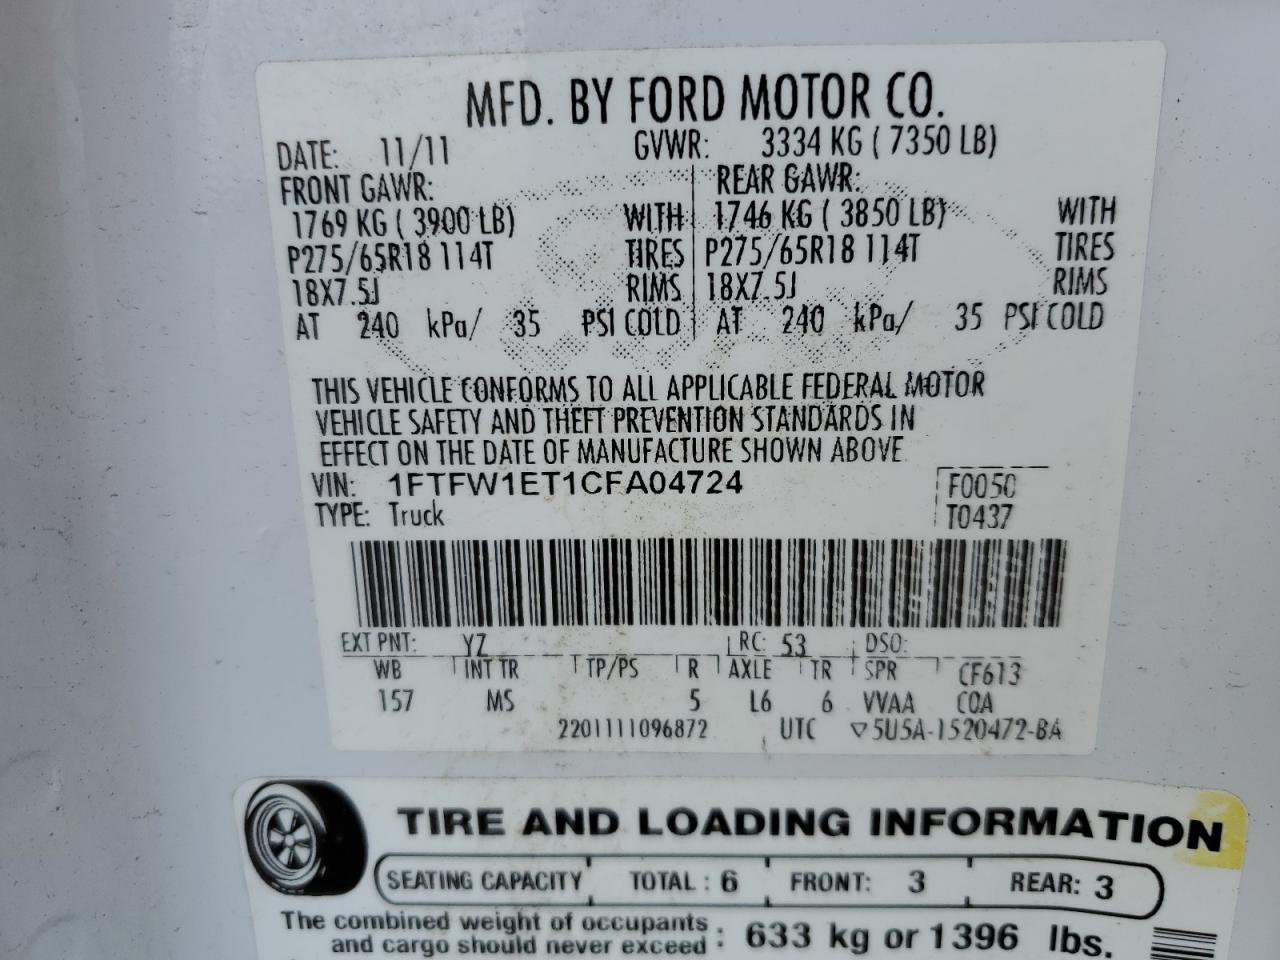 MFD. BY FORD MOTOR CO.
DATE: 11/11 GVWR: 3334 KG ( 7350 LB)
FRONT GAWR: REAR GAWR:
1769 KG ( 3900 LB) WITH 1746 KG ( 3850 LB) WITH
P275/65R18 114T TIRES P275/65R18 114T TIRES
18X7.5J RIMS 18X7.5J RIMS
AT 240 kPa/ 35 PSI COLD AT 240 kPa/ 35 PSI COLD
THIS VEHICLE CONFORMS TO ALL APPLICABLE FEDERAL MOTOR
VEHICLE SAFETY AND THEFT PREVENTION STANDARDS IN
EFFECT ON THE DATE OF MANUFACTURE SHOWN ABOVE.
VIN: 1FTFW1ET1CFA04724 F0050
TYPE: Truck T0437
EXT PNT: YZ RC: 53 DSO:
WB INT TR TP/PS R AXLE TR SPR CF613
157 MS 5 L6 6 VVAA COA
2201111096872 UTC ▽5U5A-1520472-BA
TIRE AND LOADING INFORMATION
SEATING CAPACITY TOTAL : 6 FRONT: 3 REAR: 3
The combined weight of occupants
and cargo should never exceed : 633 kg or 1396 lbs.